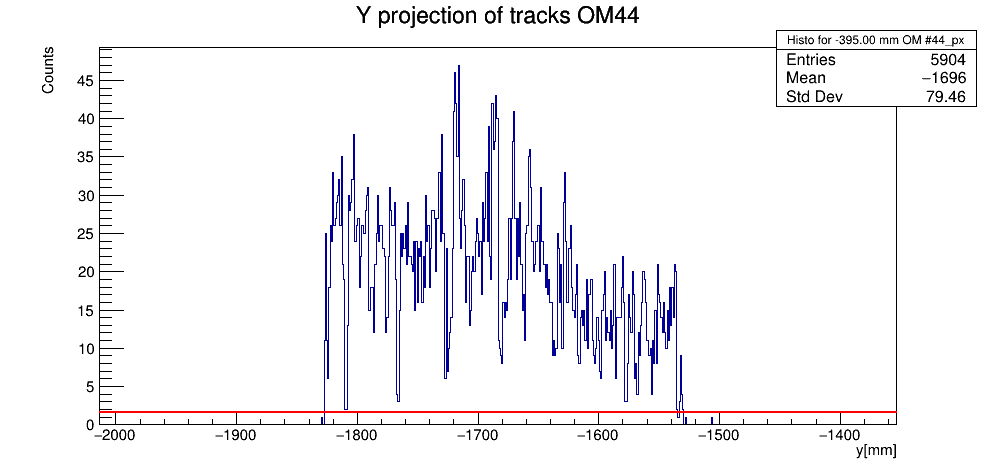 Y projection of tracks OM44
Histo for -395.00 mm OM #44_px
Entries 5904
Mean −1696
Std Dev 79.46
Counts
45
40
35
30
25
20
15
10
5
0
−2000 −1900 −1800 −1700 −1600 −1500 −1400
y[mm]